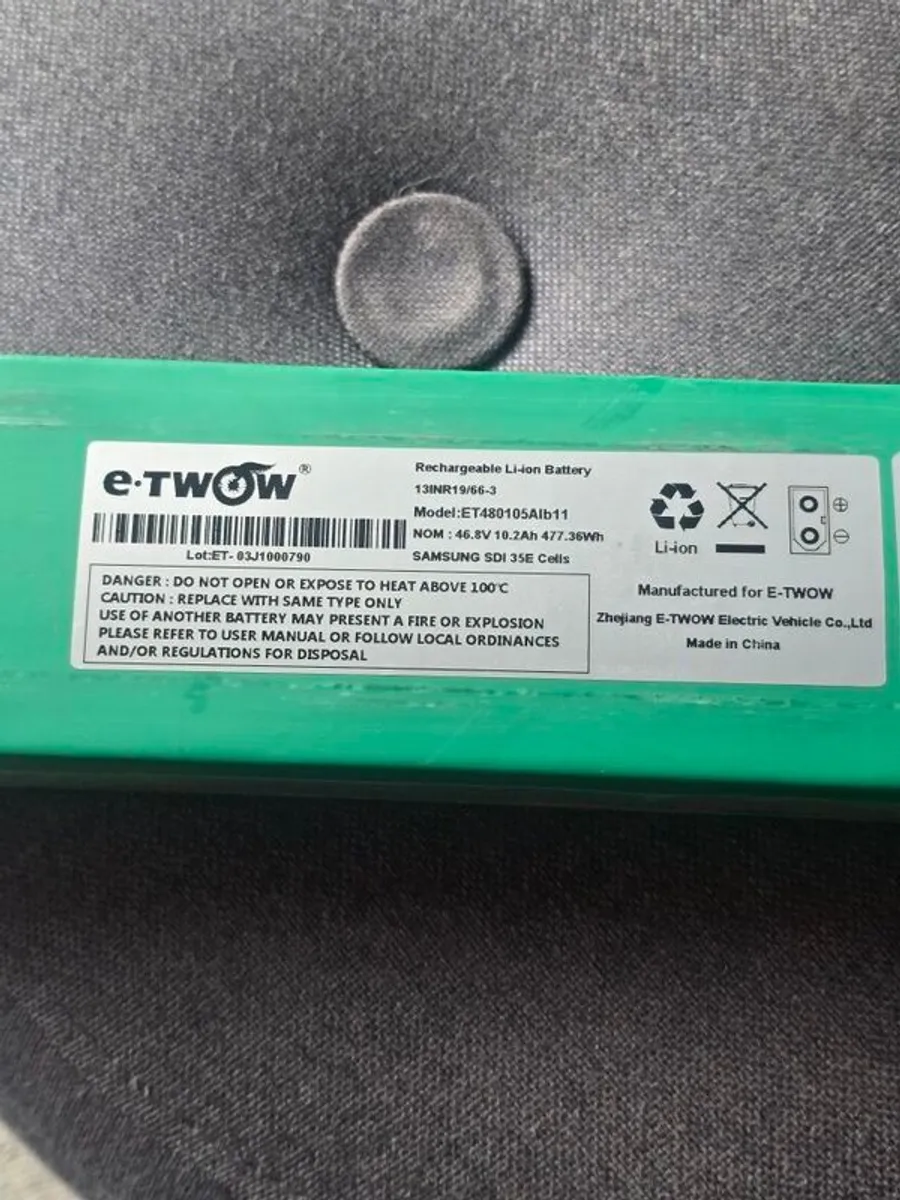 e·TWOW®
Lot:ET- 03J1000790
Rechargeable Li-ion Battery
13INR19/66-3
Model:ET480105AIb11
NOM : 46.8V 10.2Ah 477.36Wh
SAMSUNG SDI 35E Cells
DANGER : DO NOT OPEN OR EXPOSE TO HEAT ABOVE 100℃
CAUTION : REPLACE WITH SAME TYPE ONLY
USE OF ANOTHER BATTERY MAY PRESENT A FIRE OR EXPLOSION
PLEASE REFER TO USER MANUAL OR FOLLOW LOCAL ORDINANCES
AND/OR REGULATIONS FOR DISPOSAL
Li-ion
Manufactured for E-TWOW
Zhejiang E-TWOW Electric Vehicle Co.,Ltd
Made in China